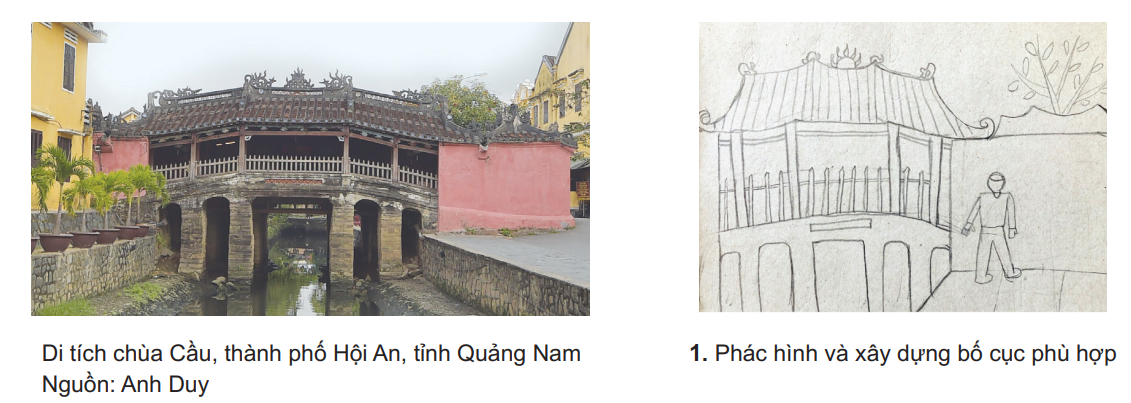 Di tích chùa Cầu, thành phố Hội An, tỉnh Quảng Nam
Nguồn: Anh Duy
1. Phác hình và xây dựng bố cục phù hợp